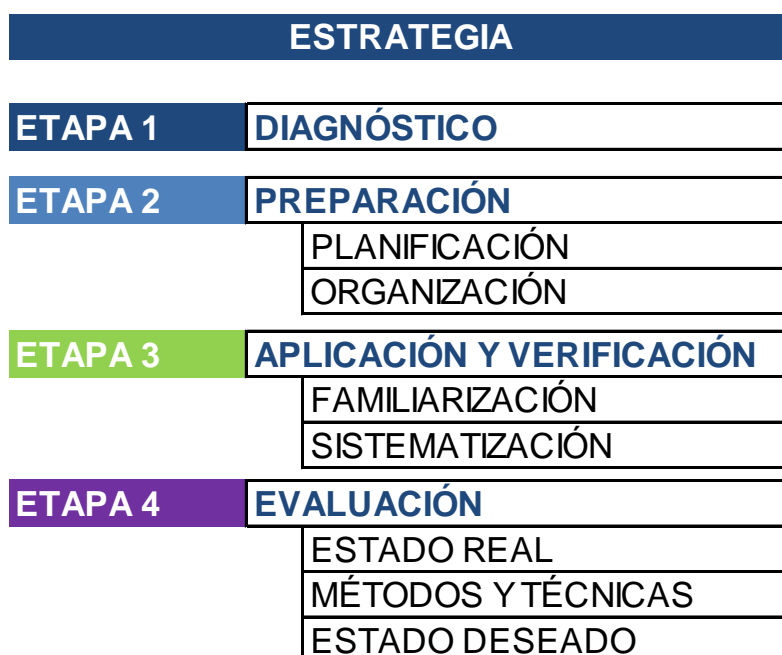 ESTRATEGIA
ETAPA 1 DIAGNÓSTICO
ETAPA 2 PREPARACIÓN
PLANIFICACIÓN
ORGANIZACIÓN
ETAPA 3 APLICACIÓN Y VERIFICACIÓN
FAMILIARIZACIÓN
SISTEMATIZACIÓN
ETAPA 4 EVALUACIÓN
ESTADO REAL
MÉTODOS Y TÉCNICAS
ESTADO DESEADO